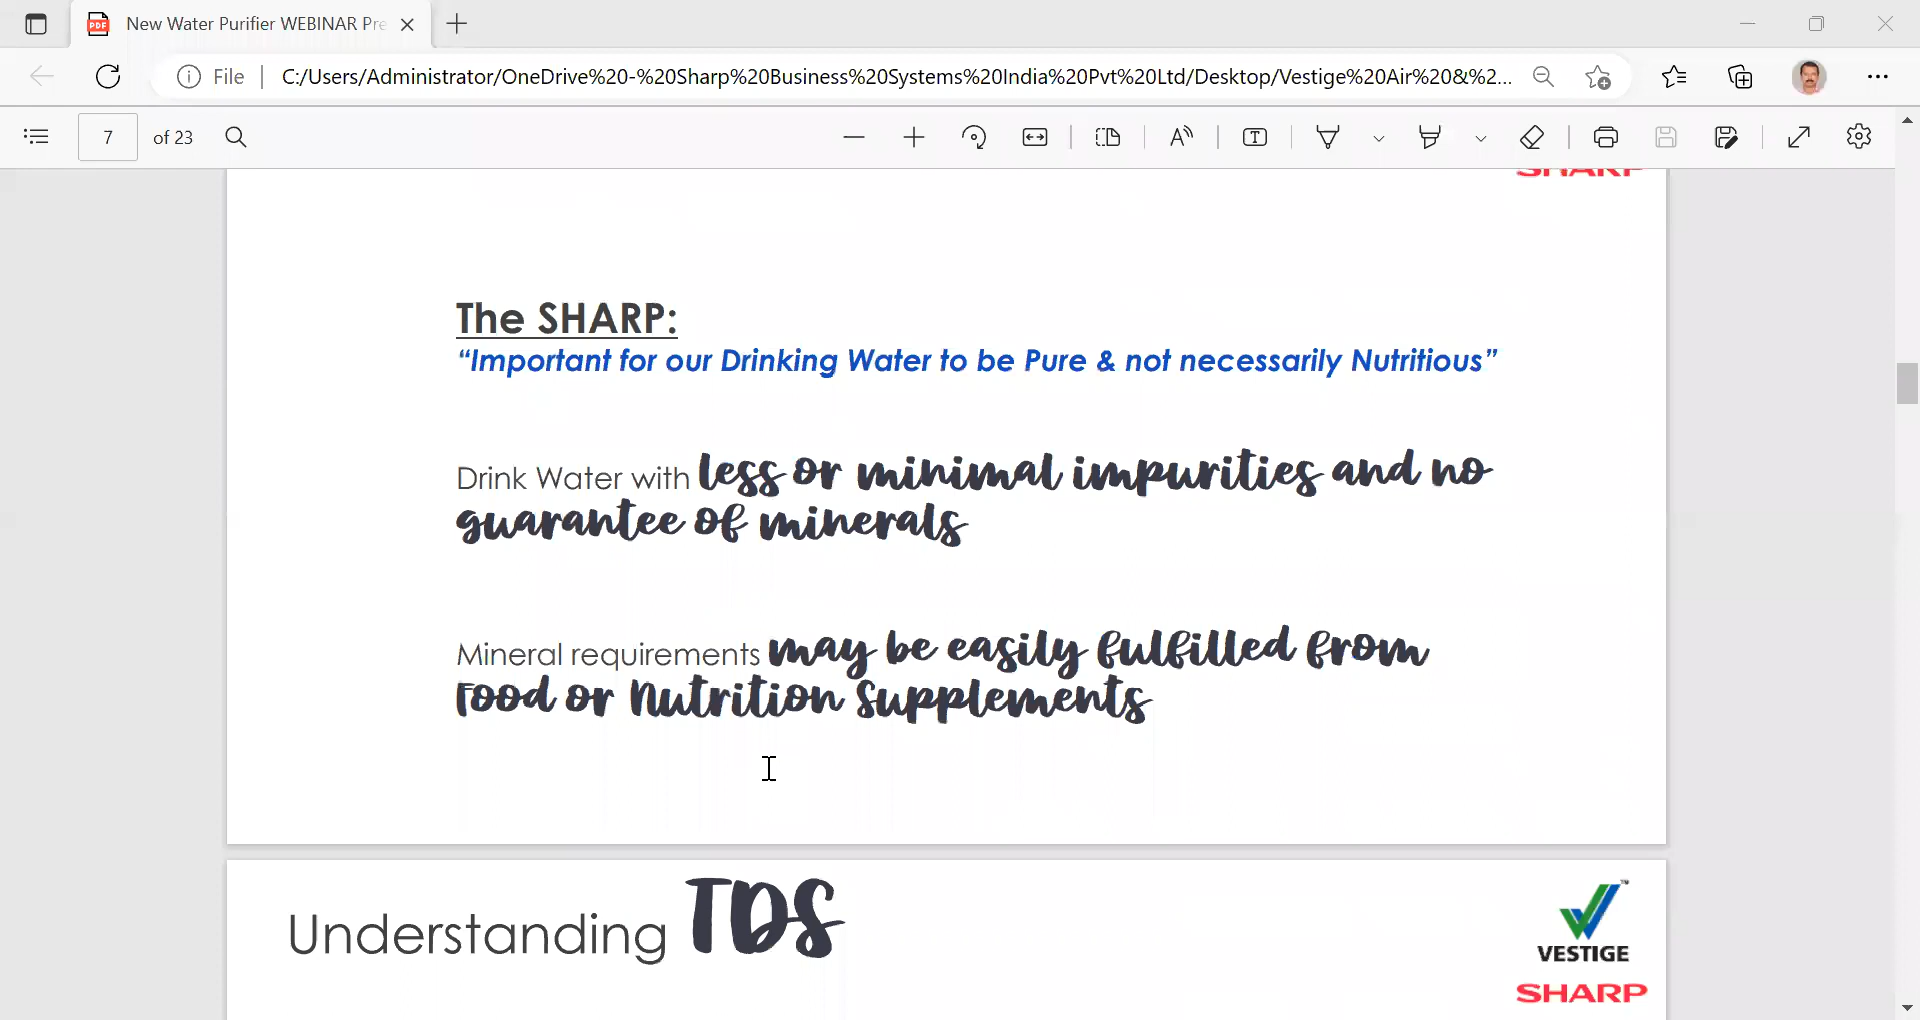 New Water Purifier WEBINAR Pre
File
C:/Users/Administrator/OneDrive%20-%20Sharp%20Business%20Systems%20India%20Pvt%20Ltd/Desktop/Vestige%20Air%20&%2...
7 of 23
SHARP
The SHARP:
“Important for our Drinking Water to be Pure & not necessarily Nutritious”
Drink Water with less or minimal impurities and no
guarantee of minerals
Mineral requirements may be easily fulfilled from
Food or Nutrition Supplements
Understanding TDS
VESTIGE
SHARP